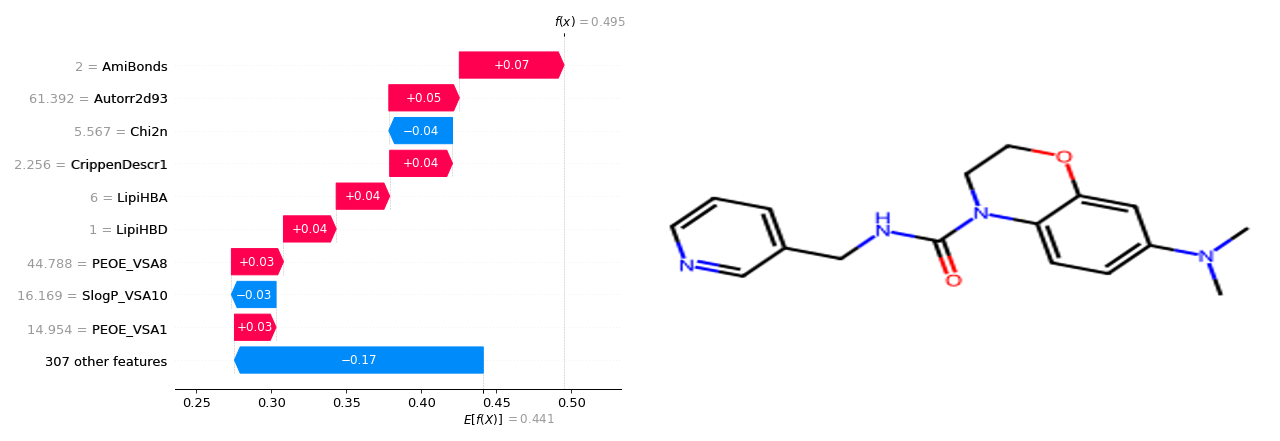 f(x) = 0.495
2 = AmiBonds
+0.07
61.392 = Autorr2d93
+0.05
5.567 = Chi2n
−0.04
2.256 = CrippenDescr1
+0.04
6 = LipiHBA
+0.04
1 = LipiHBD
+0.04
44.788 = PEOE_VSA8
+0.03
16.169 = SlogP_VSA10
−0.03
14.954 = PEOE_VSA1
+0.03
307 other features
−0.17
0.25 0.30 0.35 0.40 0.45 0.50
E[f(X)] = 0.441
O
N
H
N
N
O
N